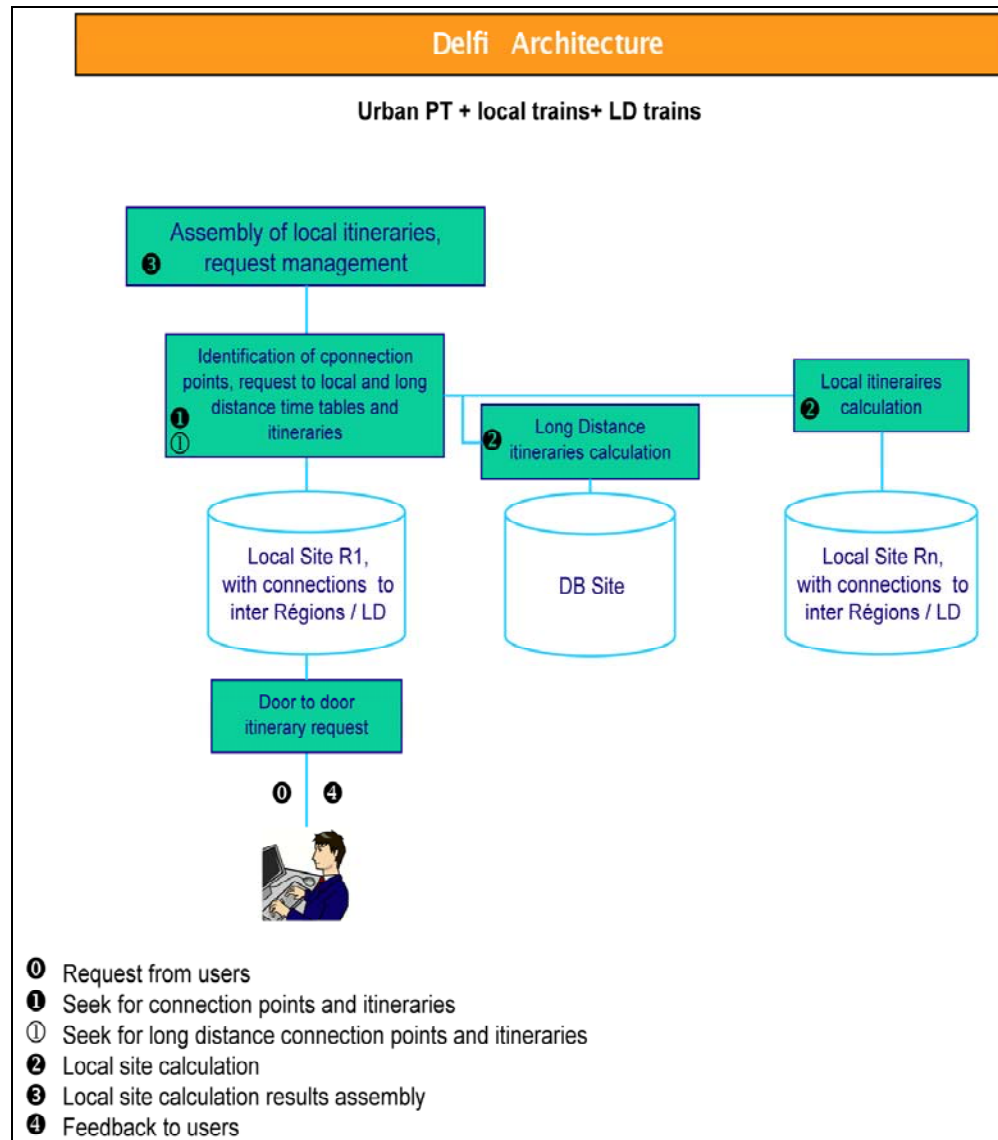 Delfi Architecture
Urban PT + local trains+ LD trains
Assembly of local itineraries,
request management
❸
Identification of cponnection
points, request to local and long
distance time tables and
itineraries
❶
①
Local itineraires
calculation
❷
Long Distance
itineraries calculation
❷
Local Site R1,
with connections to
inter Régions / LD
DB Site
Local Site Rn,
with connections to
inter Régions / LD
Door to door
itinerary request
⓿ ❹
⓿ Request from users
❶ Seek for connection points and itineraries
① Seek for long distance connection points and itineraries
❷ Local site calculation
❸ Local site calculation results assembly
❹ Feedback to users